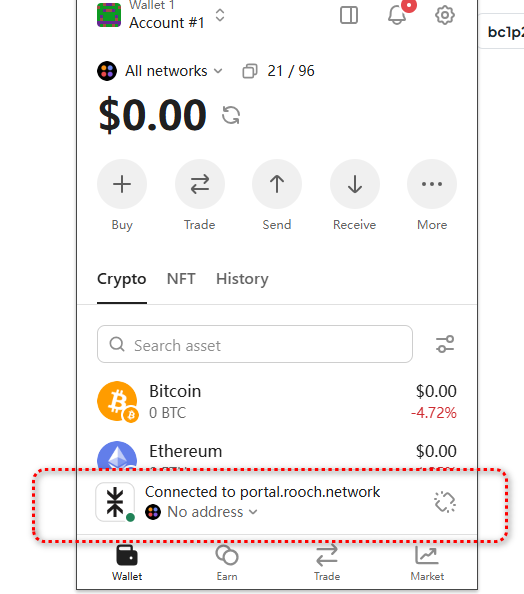 Wallet 1
Account #1
bc1p2
All networks
21 / 96
$0.00
Buy
Trade
Send
Receive
More
Crypto
NFT
History
Search asset
Bitcoin
$0.00
0 BTC
-4.72%
Ethereum
$0.00
Connected to portal.rooch.network
No address
Wallet
Earn
Trade
Market